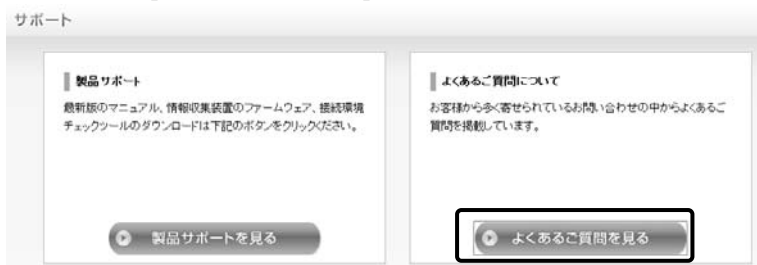 サポート
製品サポート
最新版のマニュアル、情報収集装置のファームウェア、接続環境
チェックツールのダウンロードは下記のボタンをクリックください。
製品サポートを見る
よくあるご質問について
お客様から多く寄せられているお問い合わせの中からよくあるご
質問を掲載しています。
よくあるご質問を見る